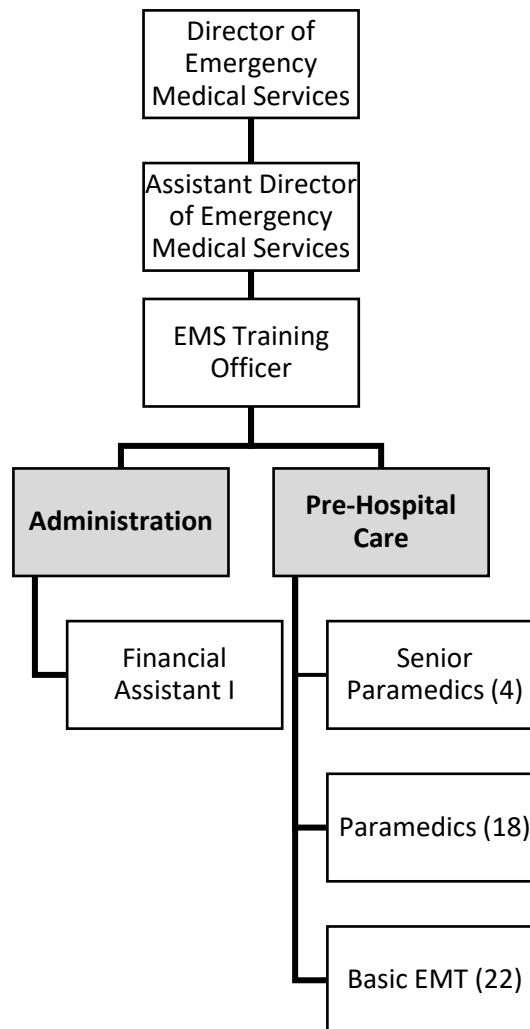 Director of
Emergency
Medical Services
Assistant Director
of Emergency
Medical Services
EMS Training
Officer
Administration
Pre-Hospital
Care
Financial
Assistant I
Senior
Paramedics (4)
Paramedics (18)
Basic EMT (22)